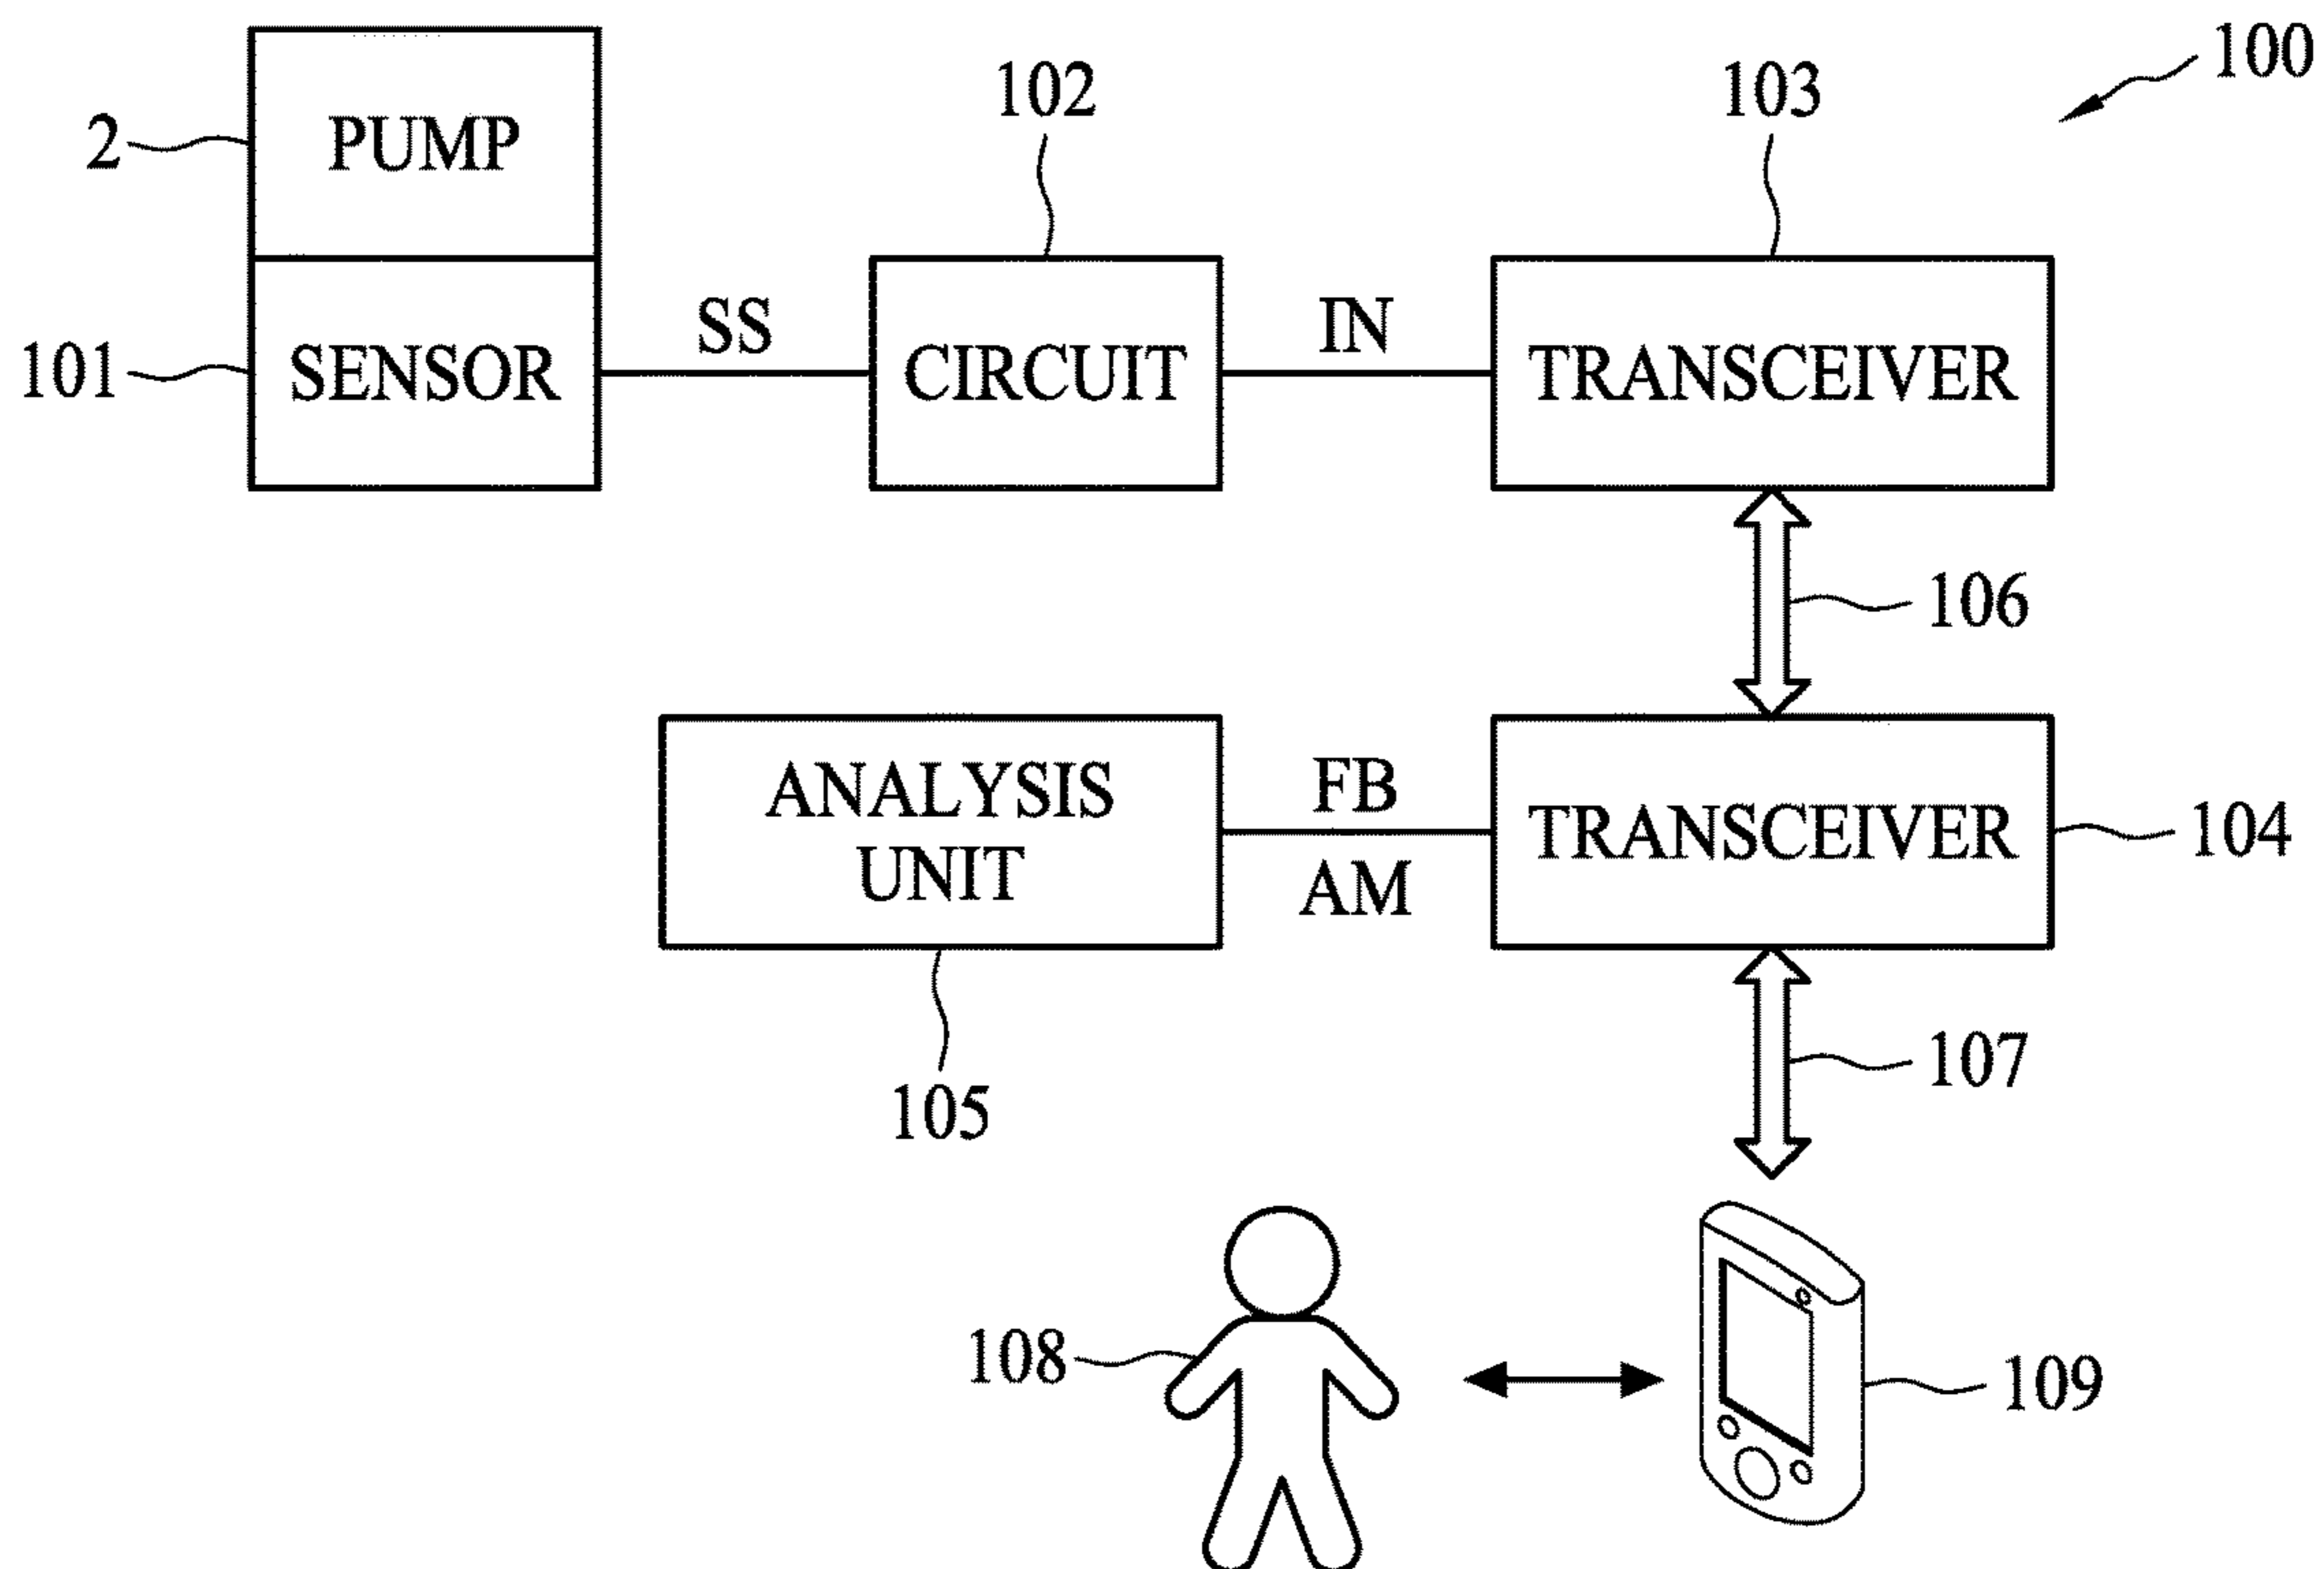 100
102
103
2
PUMP
101
SENSOR
SS
CIRCUIT
IN
TRANSCEIVER
106
ANALYSIS
UNIT
FB
AM
TRANSCEIVER
104
105
107
108
109